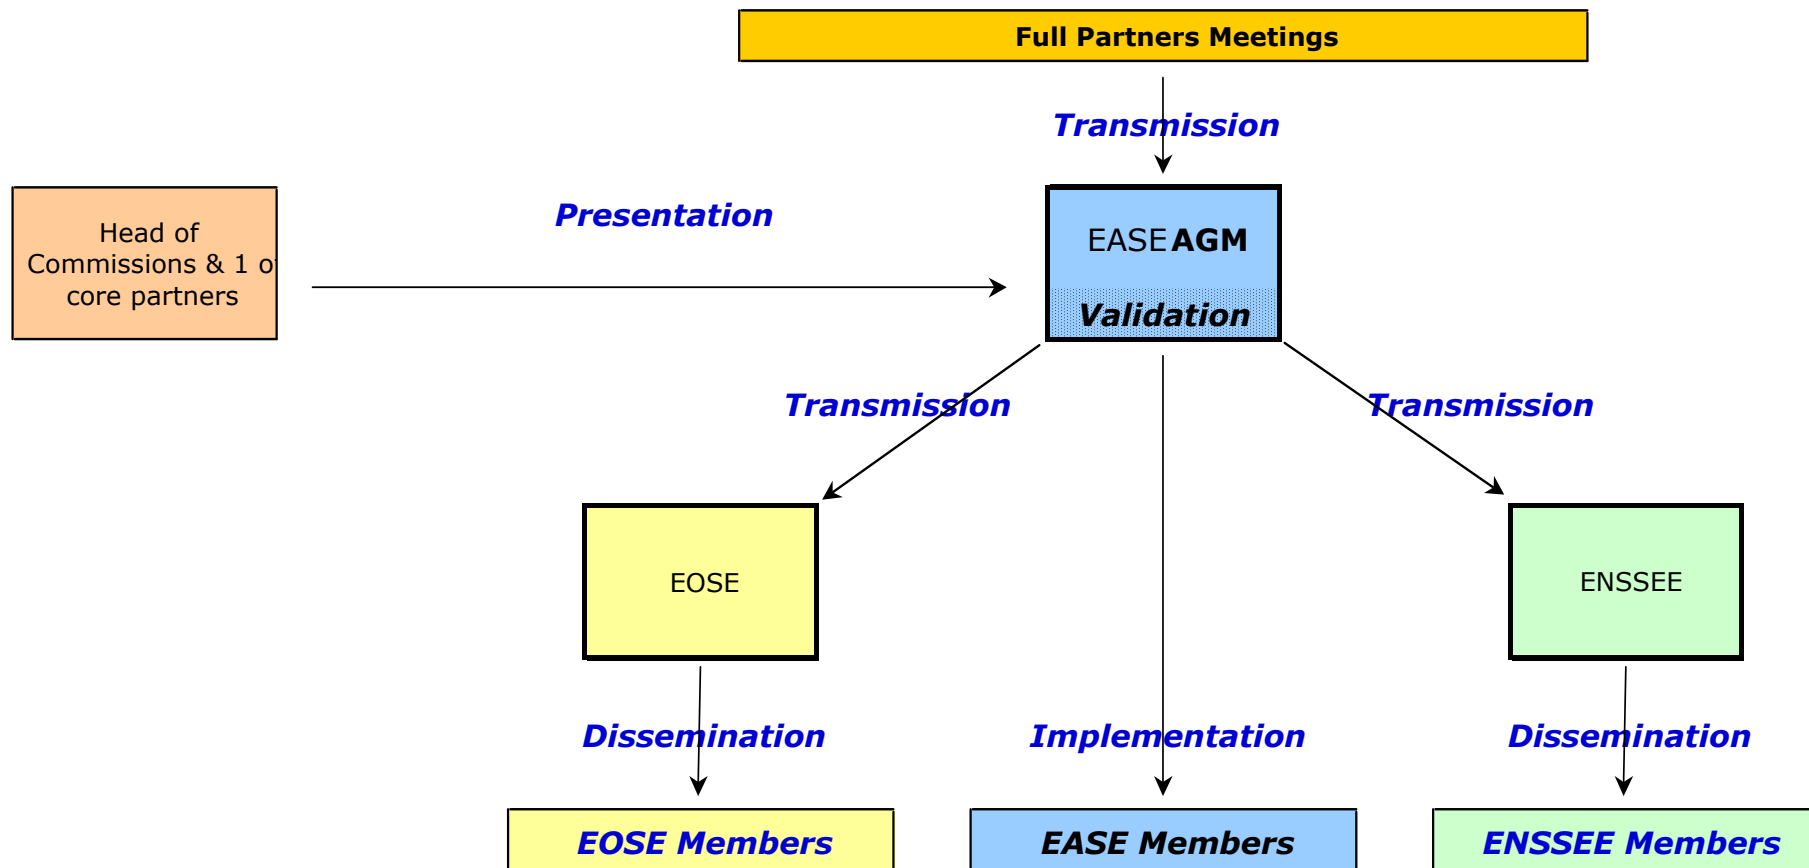 Full Partners Meetings
Transmission
Presentation
Head of
Commissions & 1 o
core partners
EASE AGM
Validation
Transmission
Transmission
EOSE
ENSSEE
Dissemination
Implementation
Dissemination
EOSE Members
EASE Members
ENSSEE Members